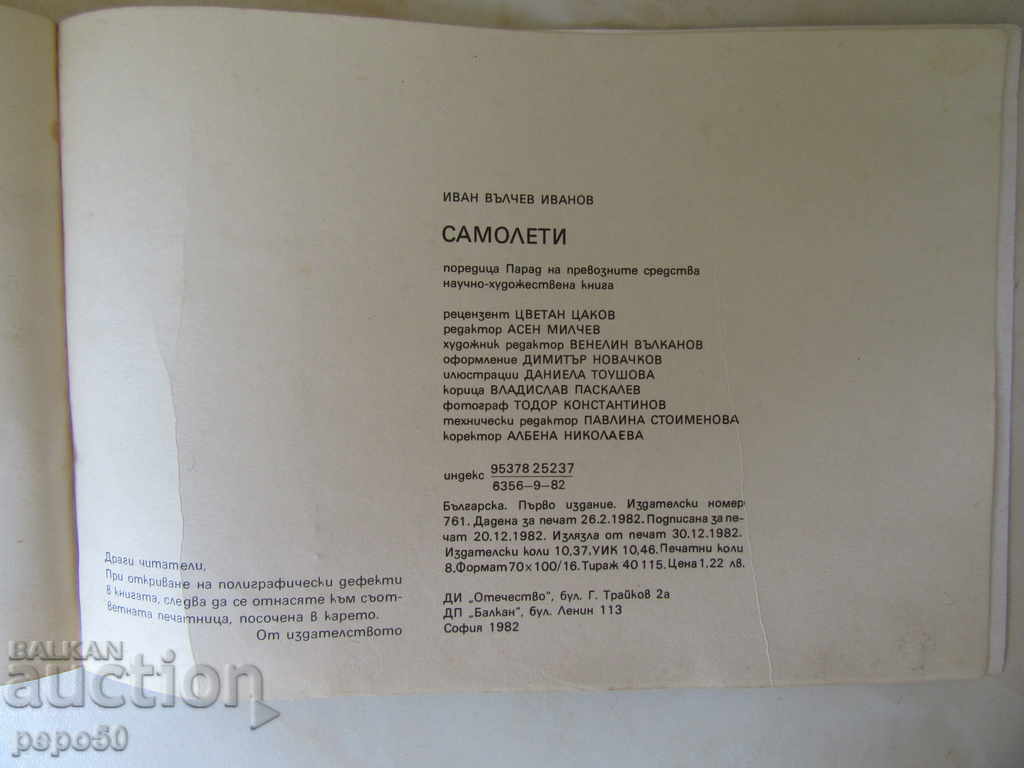 ИВАН ВЪЛЧЕВ ИВАНОВ
САМОЛЕТИ
поредица Парад на превозните средства
научно-художествена книга
рецензент ЦВЕТАН ЦАКОВ
редактор АСЕН МИЛЧЕВ
художник редактор ВЕНЕЛИН ВЪЛКАНОВ
оформление ДИМИТЪР НОВАЧКОВ
илюстрации ДАНИЕЛА ТОУШОВА
корица ВЛАДИСЛАВ ПАСКАЛЕВ
фотограф ТОДОР КОНСТАНТИНОВ
технически редактор ПАВЛИНА СТОИМЕНОВА
коректор АЛБЕНА НИКОЛАЕВА
индекс 95378 25237
6356–9–82
Българска. Първо издание. Издателски номер
761. Дадена за печат 26.2.1982. Подписана за пе-
чат 20.12.1982. Излязла от печат 30.12.1982.
Издателски коли 10,37. УИК 10,46. Печатни коли
8. Формат 70×100/16. Тираж 40 115. Цена 1,22 лв.
ДИ „Отечество", бул. Г. Трайков 2а
ДП „Балкан", бул. Ленин 113
София 1982
Драги читатели,
При откриване на полиграфически дефекти
в книгата, следва да се отнасяте към съот-
ветната печатница, посочена в карето.
От издателството
BALKAN
auction
pepo50